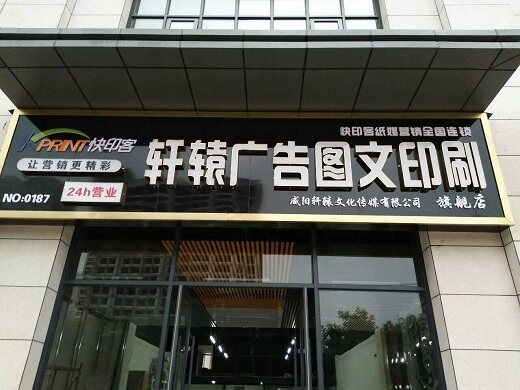 快印客纸媒营销全国连锁
KPRINT快印客
让营销更精彩
轩辕广告图文印刷
NO:0187
24h营业
咸阳轩辕文化传媒有限公司 旗舰店